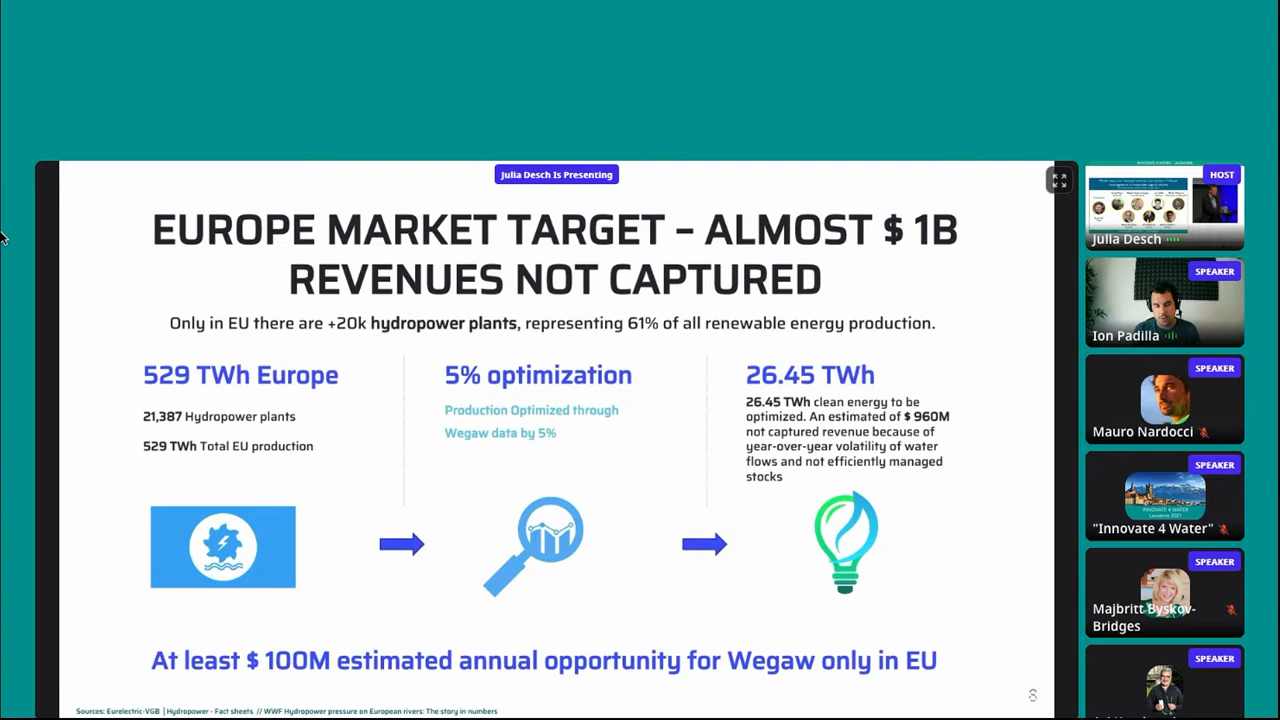 Julia Desch Is Presenting
EUROPE MARKET TARGET – ALMOST $ 1B
REVENUES NOT CAPTURED
Only in EU there are +20k hydropower plants, representing 61% of all renewable energy production.
529 TWh Europe
21,387 Hydropower plants
529 TWh Total EU production
5% optimization
Production Optimized through
Wegaw data by 5%
26.45 TWh
26.45 TWh clean energy to be
optimized. An estimated of $ 960M
not captured revenue because of
year-over-year volatility of water
flows and not efficiently managed
stocks
At least $ 100M estimated annual opportunity for Wegaw only in EU
8
Sources: Eurelectric-VGB | Hydropower - Fact sheets // WWF Hydropower pressure on European rivers: The story in numbers
HOST
Julia Desch
SPEAKER
Ion Padilla
SPEAKER
Mauro Nardocci
SPEAKER
INNOVATE 4 WATER
Lausanne 2021
"Innovate 4 Water"
SPEAKER
Majbritt Byskov-
Bridges
SPEAKER